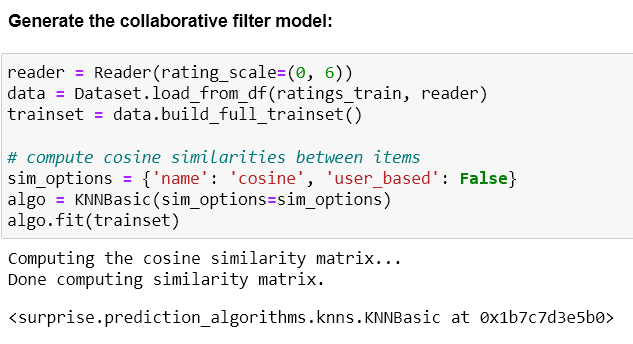 Generate the collaborative filter model:
reader = Reader(rating_scale=(0, 6))
data = Dataset.load_from_df(ratings_train, reader)
trainset = data.build_full_trainset()
# compute cosine similarities between items
sim_options = {'name': 'cosine', 'user_based': False}
algo = KNNBasic(sim_options=sim_options)
algo.fit(trainset)
Computing the cosine similarity matrix...
Done computing similarity matrix.
<surprise.prediction_algorithms.knns.KNNBasic at 0x1b7c7d3e5b0>